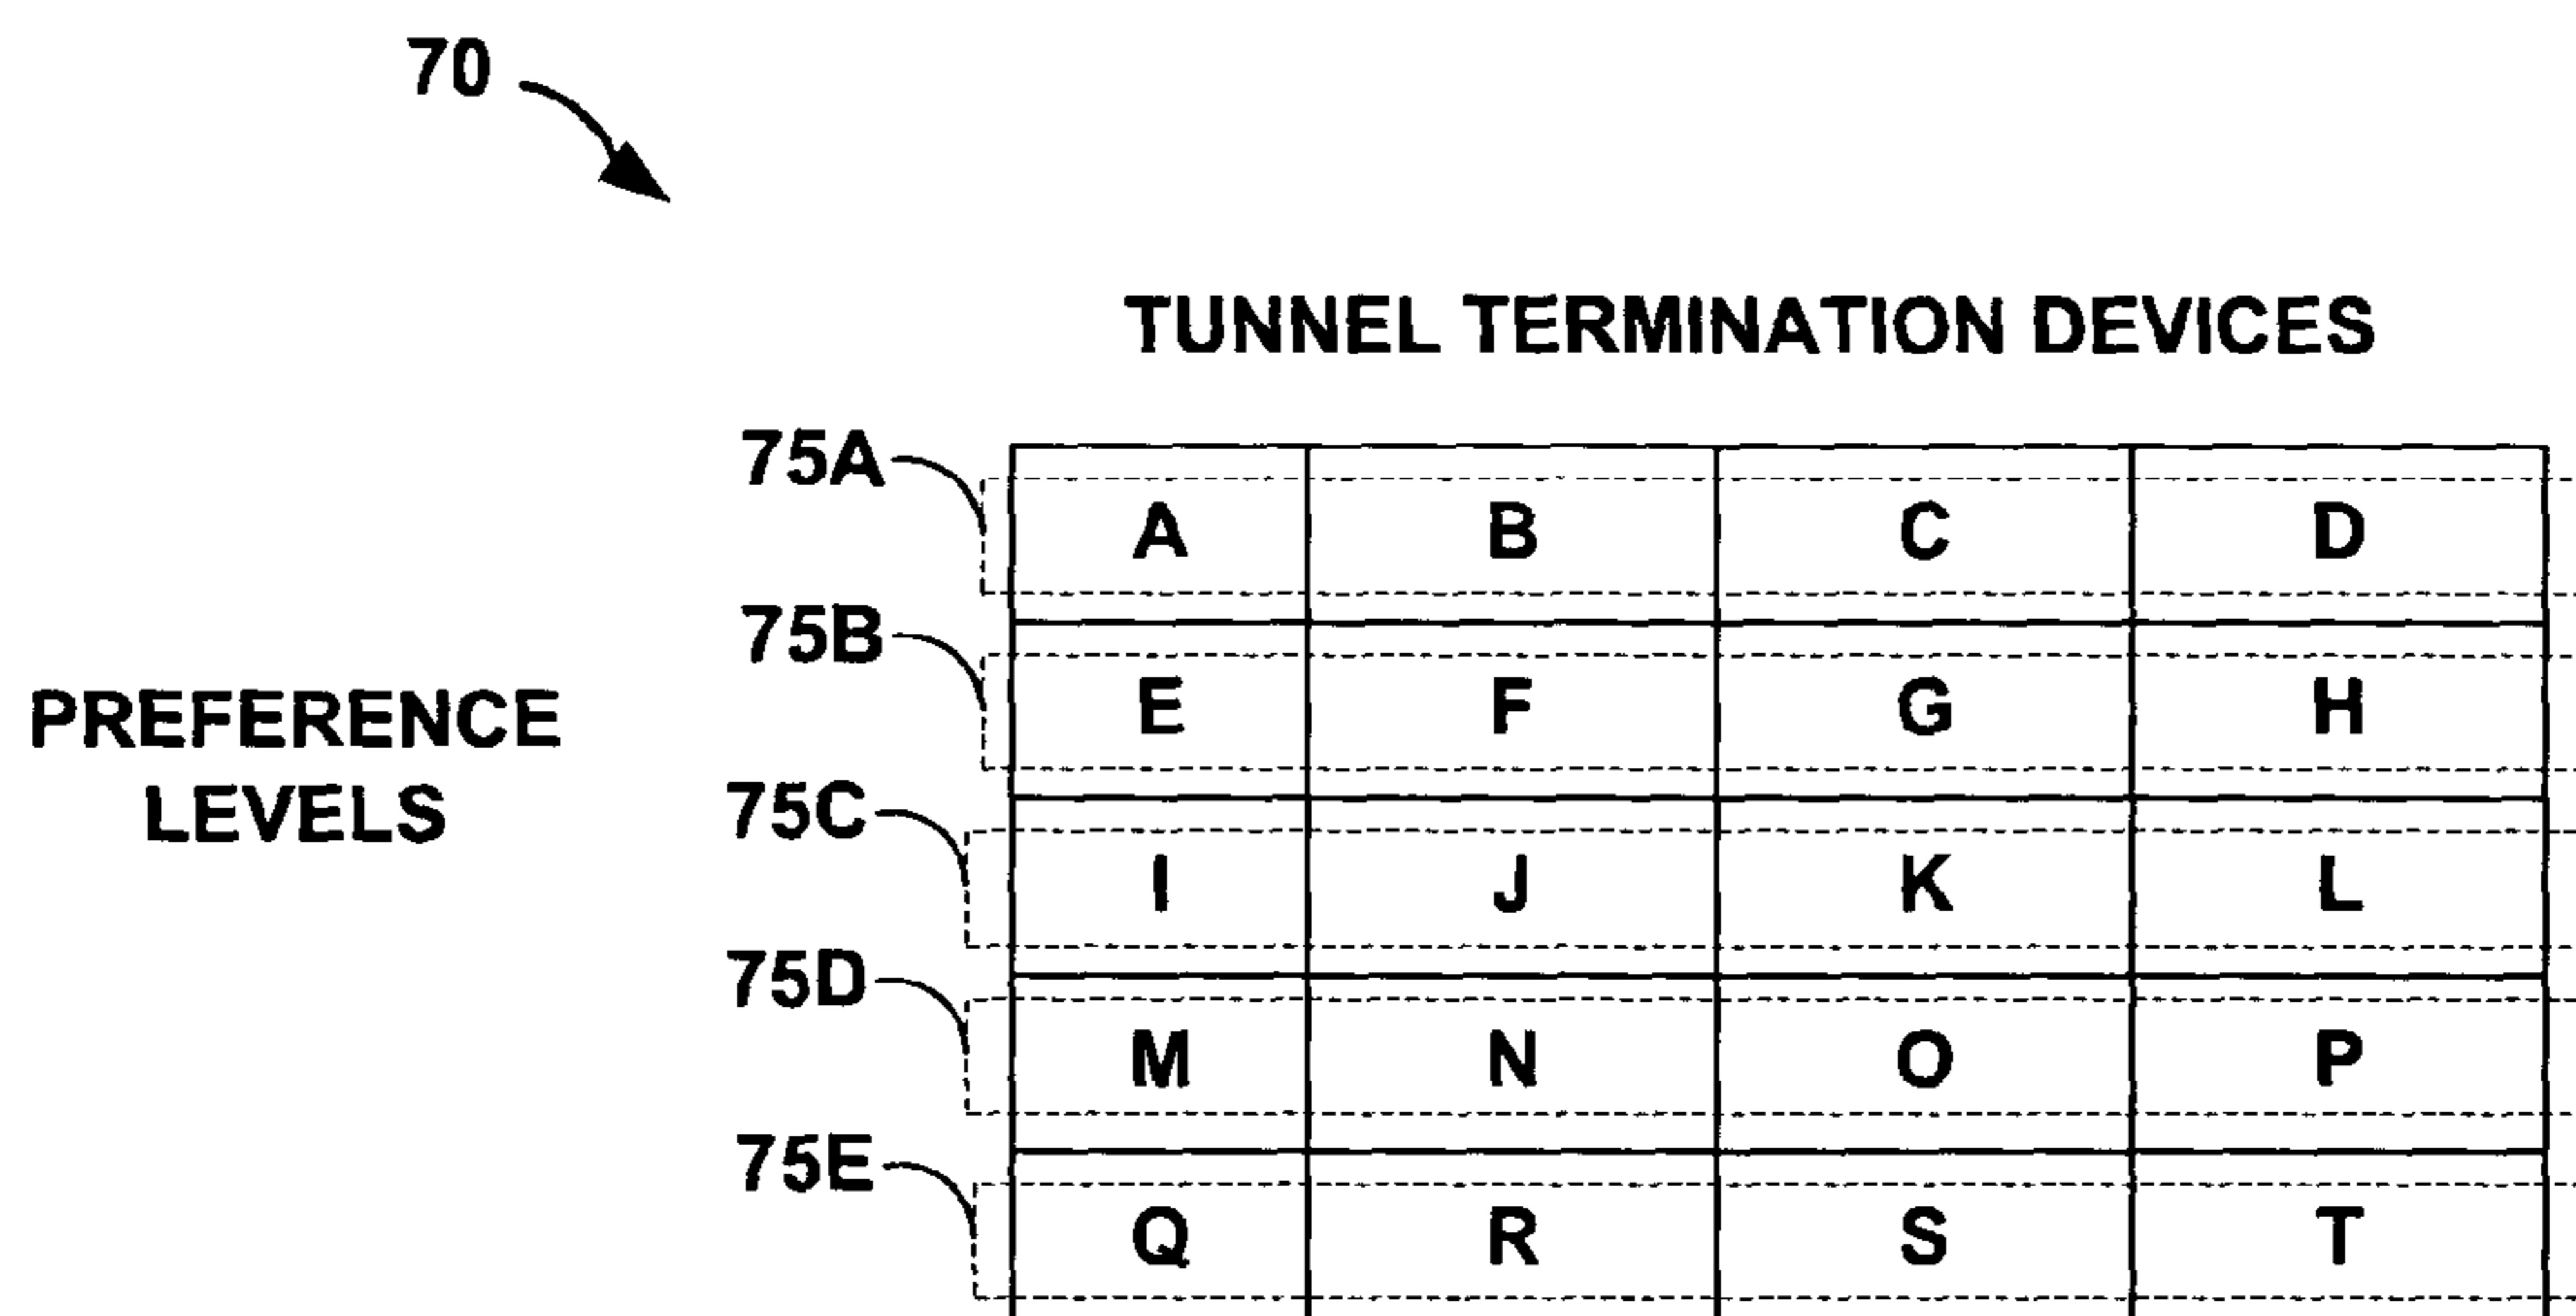 70
TUNNEL TERMINATION DEVICES
75A
A B C D
75B
E F G H
PREFERENCE
LEVELS
75C
I J K L
75D
M N O P
75E
Q R S T